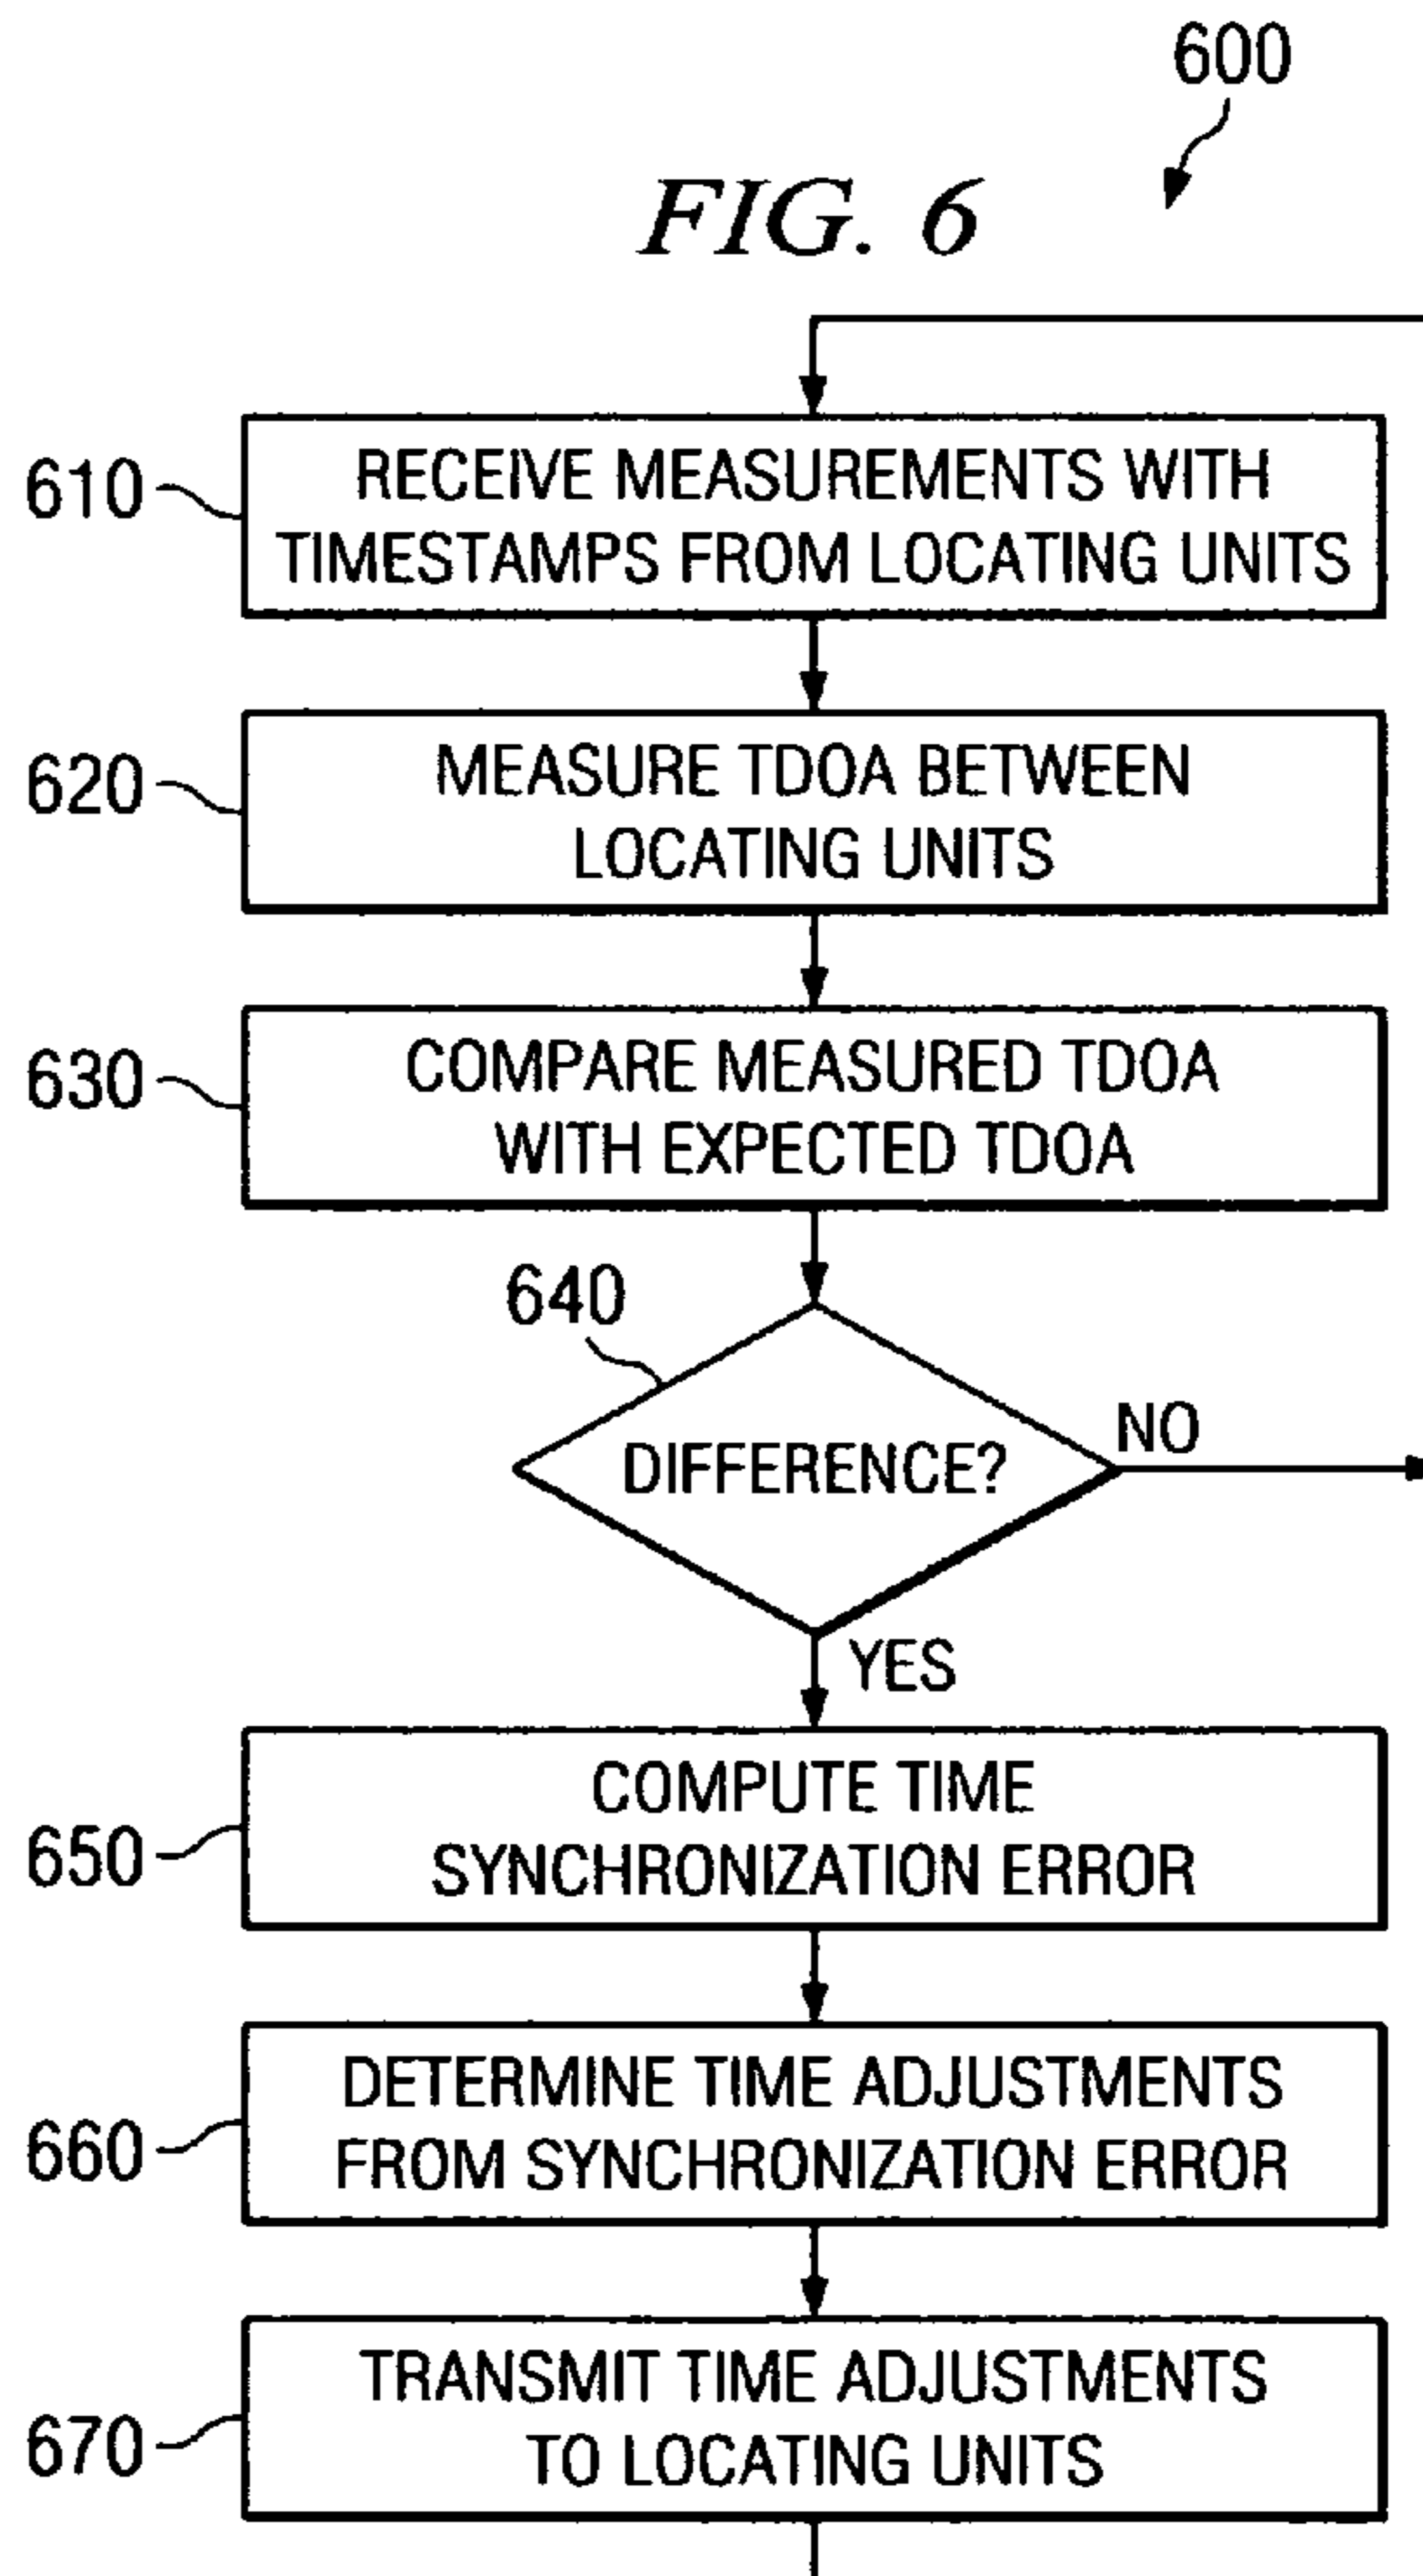 600
FIG. 6
610
RECEIVE MEASUREMENTS WITH
TIMESTAMPS FROM LOCATING UNITS
620
MEASURE TDOA BETWEEN
LOCATING UNITS
630
COMPARE MEASURED TDOA
WITH EXPECTED TDOA
640
DIFFERENCE?
NO
YES
650
COMPUTE TIME
SYNCHRONIZATION ERROR
660
DETERMINE TIME ADJUSTMENTS
FROM SYNCHRONIZATION ERROR
670
TRANSMIT TIME ADJUSTMENTS
TO LOCATING UNITS